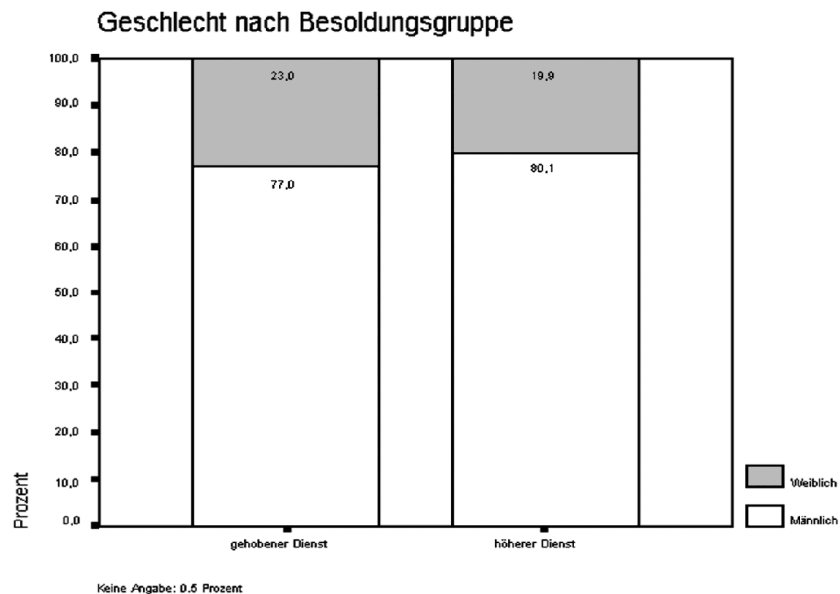 Geschlecht nach Besoldungsgruppe
100,0
90,0
80,0
70,0
60,0
50,0
40,0
30,0
20,0
10,0
0,0
Prozent
23,0
77,0
19,9
80,1
gehobener Dienst
höherer Dienst
Weiblich
Männlich
Keine Angabe: 0.5 Prozent